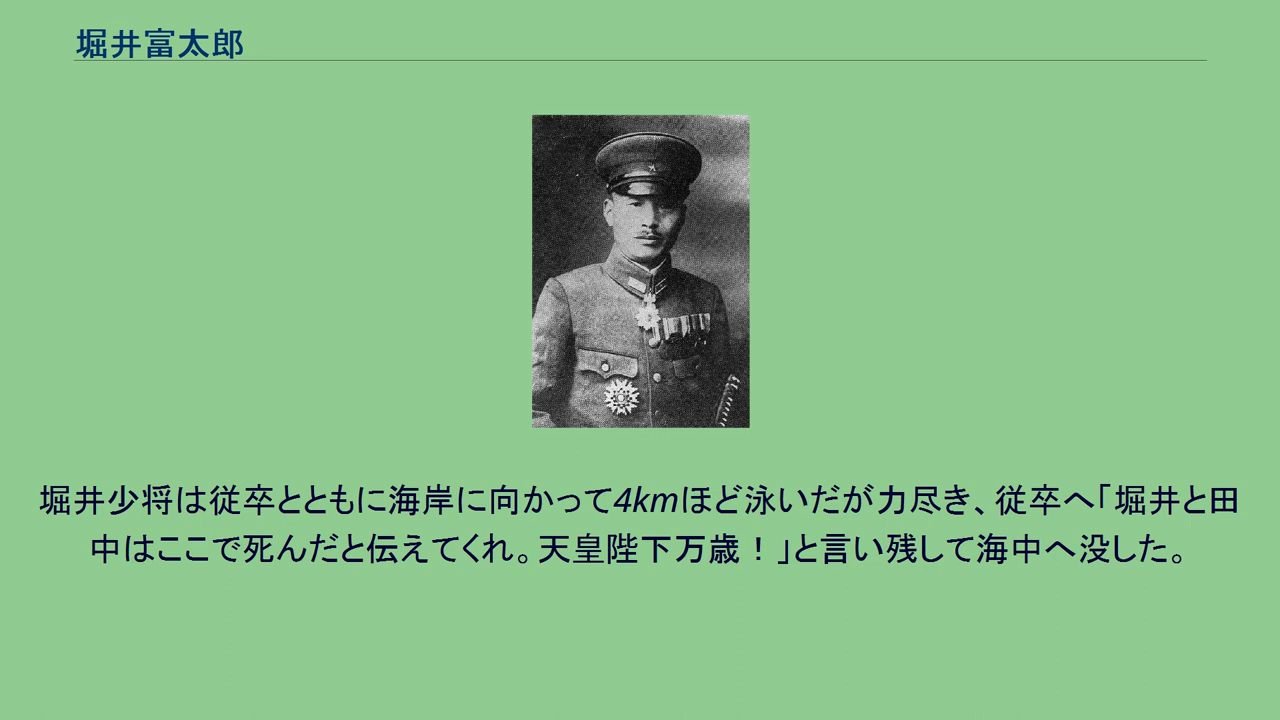 堀井富太郎
堀井少将は従卒とともに海岸に向かって4kmほど泳いだが力尽き、従卒へ「堀井と田
中はここで死んだと伝えてくれ。天皇陛下万歳！」と言い残して海中へ没した。